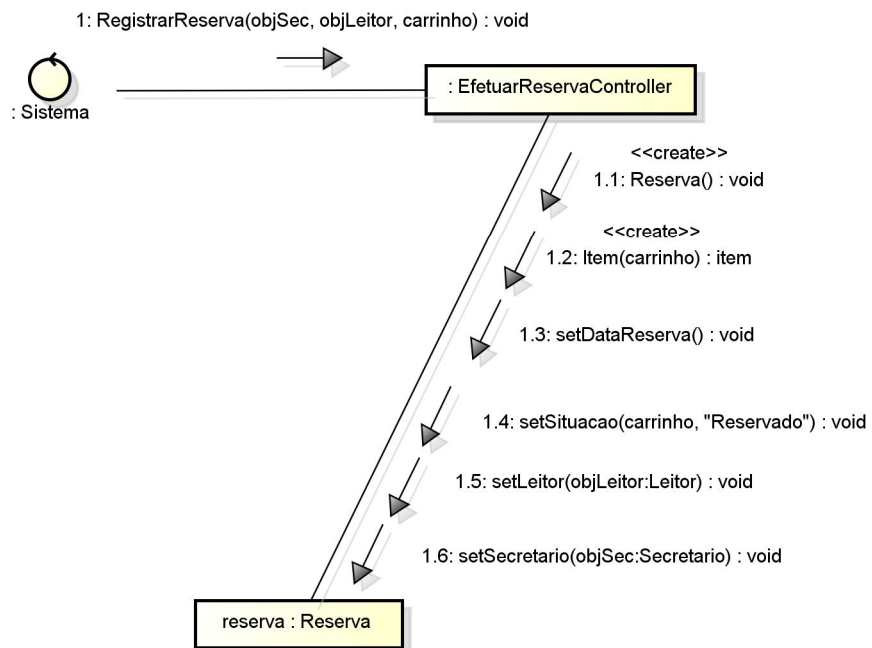 1: RegistrarReserva(objSec, objLeitor, carrinho) : void
: Sistema
: EfetuarReservaController
<<create>>
1.1: Reserva() : void
<<create>>
1.2: Item(carrinho) : item
1.3: setDataReserva() : void
1.4: setSituacao(carrinho, "Reservado") : void
1.5: setLeitor(objLeitor:Leitor) : void
1.6: setSecretario(objSec:Secretario) : void
reserva : Reserva